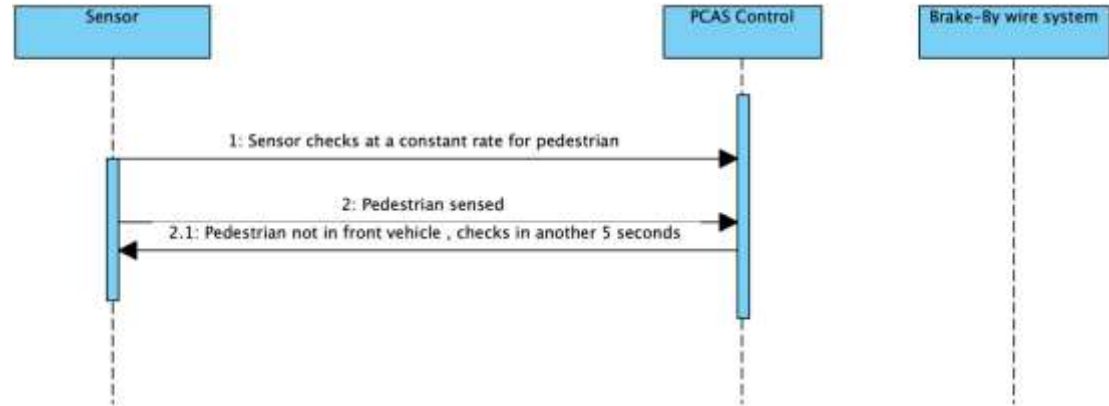 Sensor
PCAS Control
Brake-By wire system
1: Sensor checks at a constant rate for pedestrian
2: Pedestrian sensed
2.1: Pedestrian not in front vehicle , checks in another 5 seconds